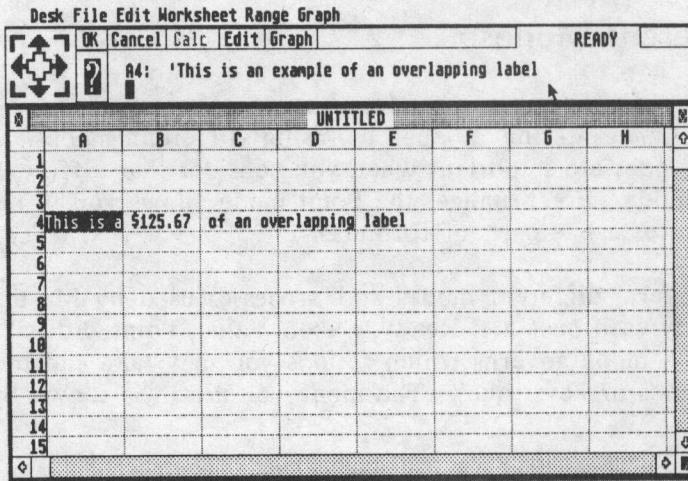 Desk File Edit Worksheet Range Graph
OK Cancel Calc Edit Graph READY
? A4: 'This is an example of an overlapping label
UNTITLED
A B C D E F G H
1
2
3
4 This is a $125.67 of an overlapping label
5
6
7
8
9
10
11
12
13
14
15